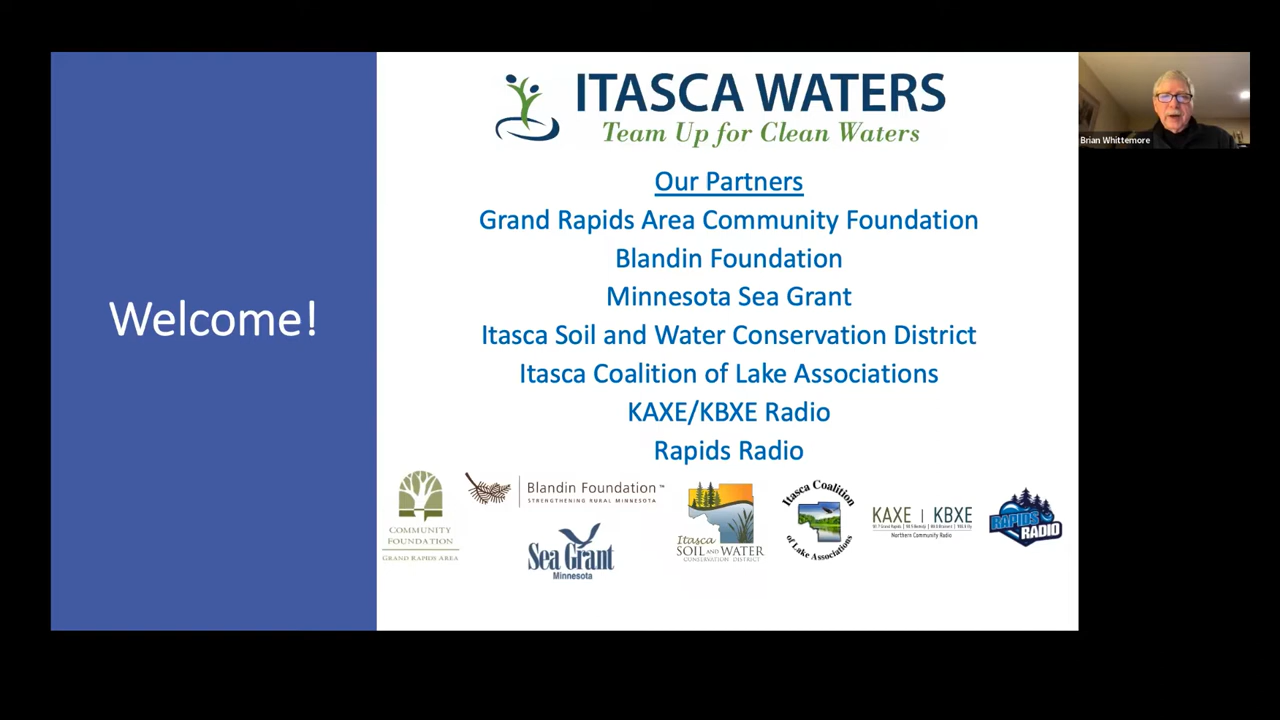 ITASCA WATERS
Team Up for Clean Waters
Our Partners
Grand Rapids Area Community Foundation
Blandin Foundation
Minnesota Sea Grant
Itasca Soil and Water Conservation District
Itasca Coalition of Lake Associations
KAXE/KBXE Radio
Rapids Radio
Welcome!
Brian Whittemore
COMMUNITY
FOUNDATION
GRAND RAPIDS AREA
Blandin Foundation™
STRENGTHENING RURAL MINNESOTA
Sea Grant
Minnesota
Itasca
SOIL AND WATER
CONSERVATION DISTRICT
Itasca Coalition
of Lake Associations
KAXE | KBXE
Northern Community Radio
RAPIDS
RADIO